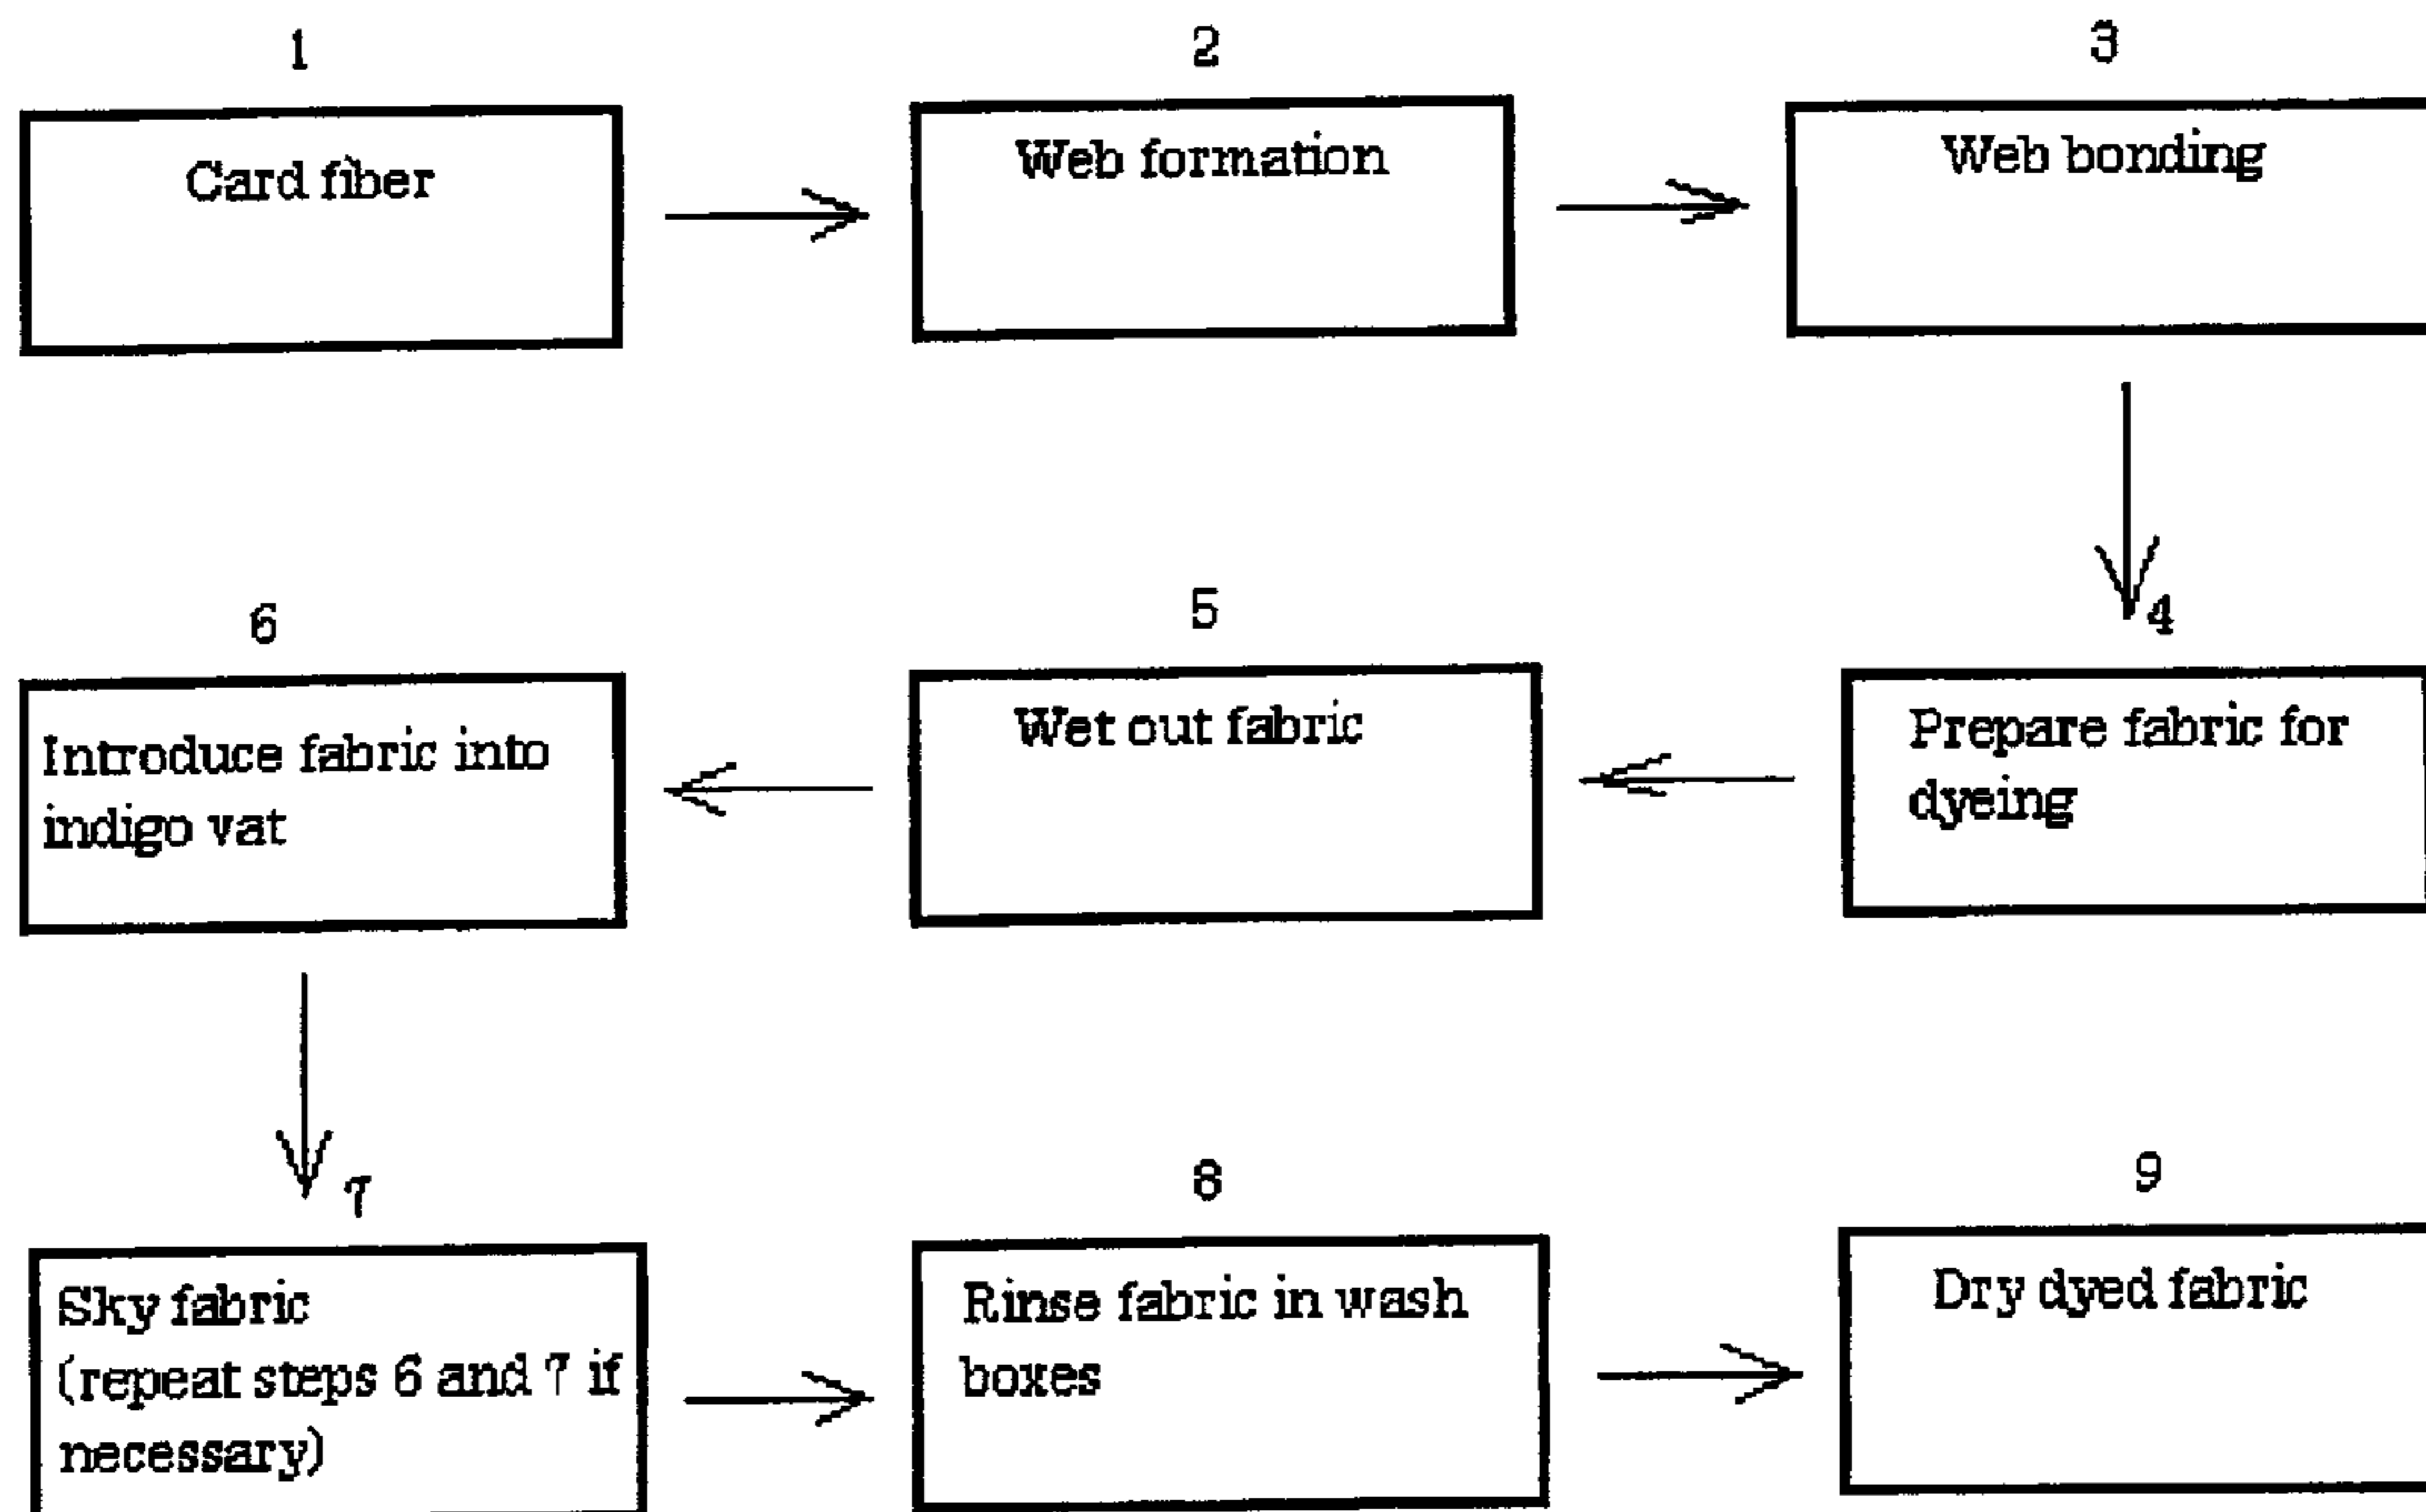 1
Card fiber
2
Web formation
3
Web bonding
4
Prepare fabric for
dyeing
5
Wet out fabric
6
Introduce fabric into
indigo vat
7
Sky fabric
(repeat steps 6 and 7 if
necessary)
8
Rinse fabric in wash
boxes
9
Dry dyed fabric